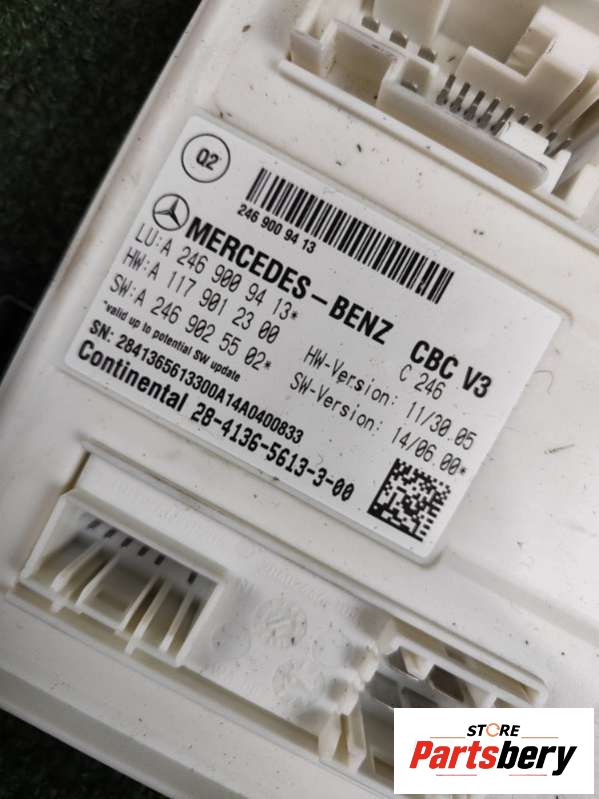 Q2
246 900 94 13
MERCEDES-BENZ CBC V3
LU: A 246 900 94 13* C 246
HW: A 117 901 23 00 HW-Version: 11/30.05
SW: A 246 902 55 02* SW-Version: 14/06.00*
*valid up to potential SW update
SN: 28413656133​00A14A0400833
Continental 28-4136-5613-3-00
STORE
Partsbery